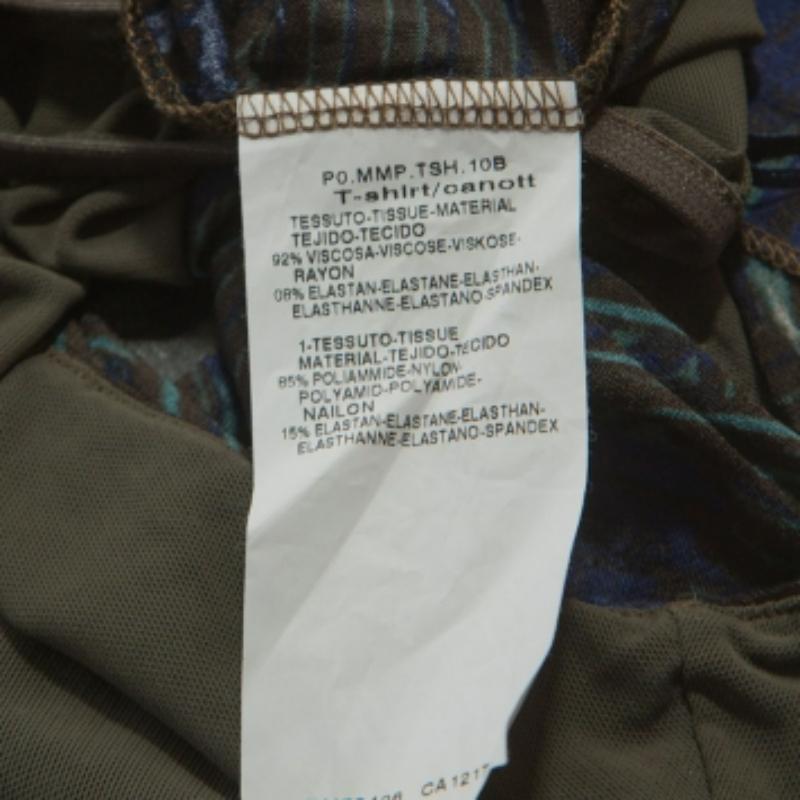 P0.MMP.TSH.10B
T-shirt/canott
TESSUTO-TISSUE-MATERIAL
TEJIDO-TECIDO
92% VISCOSA-VISCOSE-VISKOSE-
RAYON
08% ELASTAN-ELASTANE-ELASTHAN-
ELASTHANNE-ELASTANO-SPANDEX
1-TESSUTO-TISSUE
MATERIAL-TEJIDO-TECIDO
85% POLIAMMIDE-NYLON-
POLYAMID-POLYAMIDE-
NAILON
15% ELASTAN-ELASTANE-ELASTHAN-
ELASTHANNE-ELASTANO-SPANDEX
CA1217